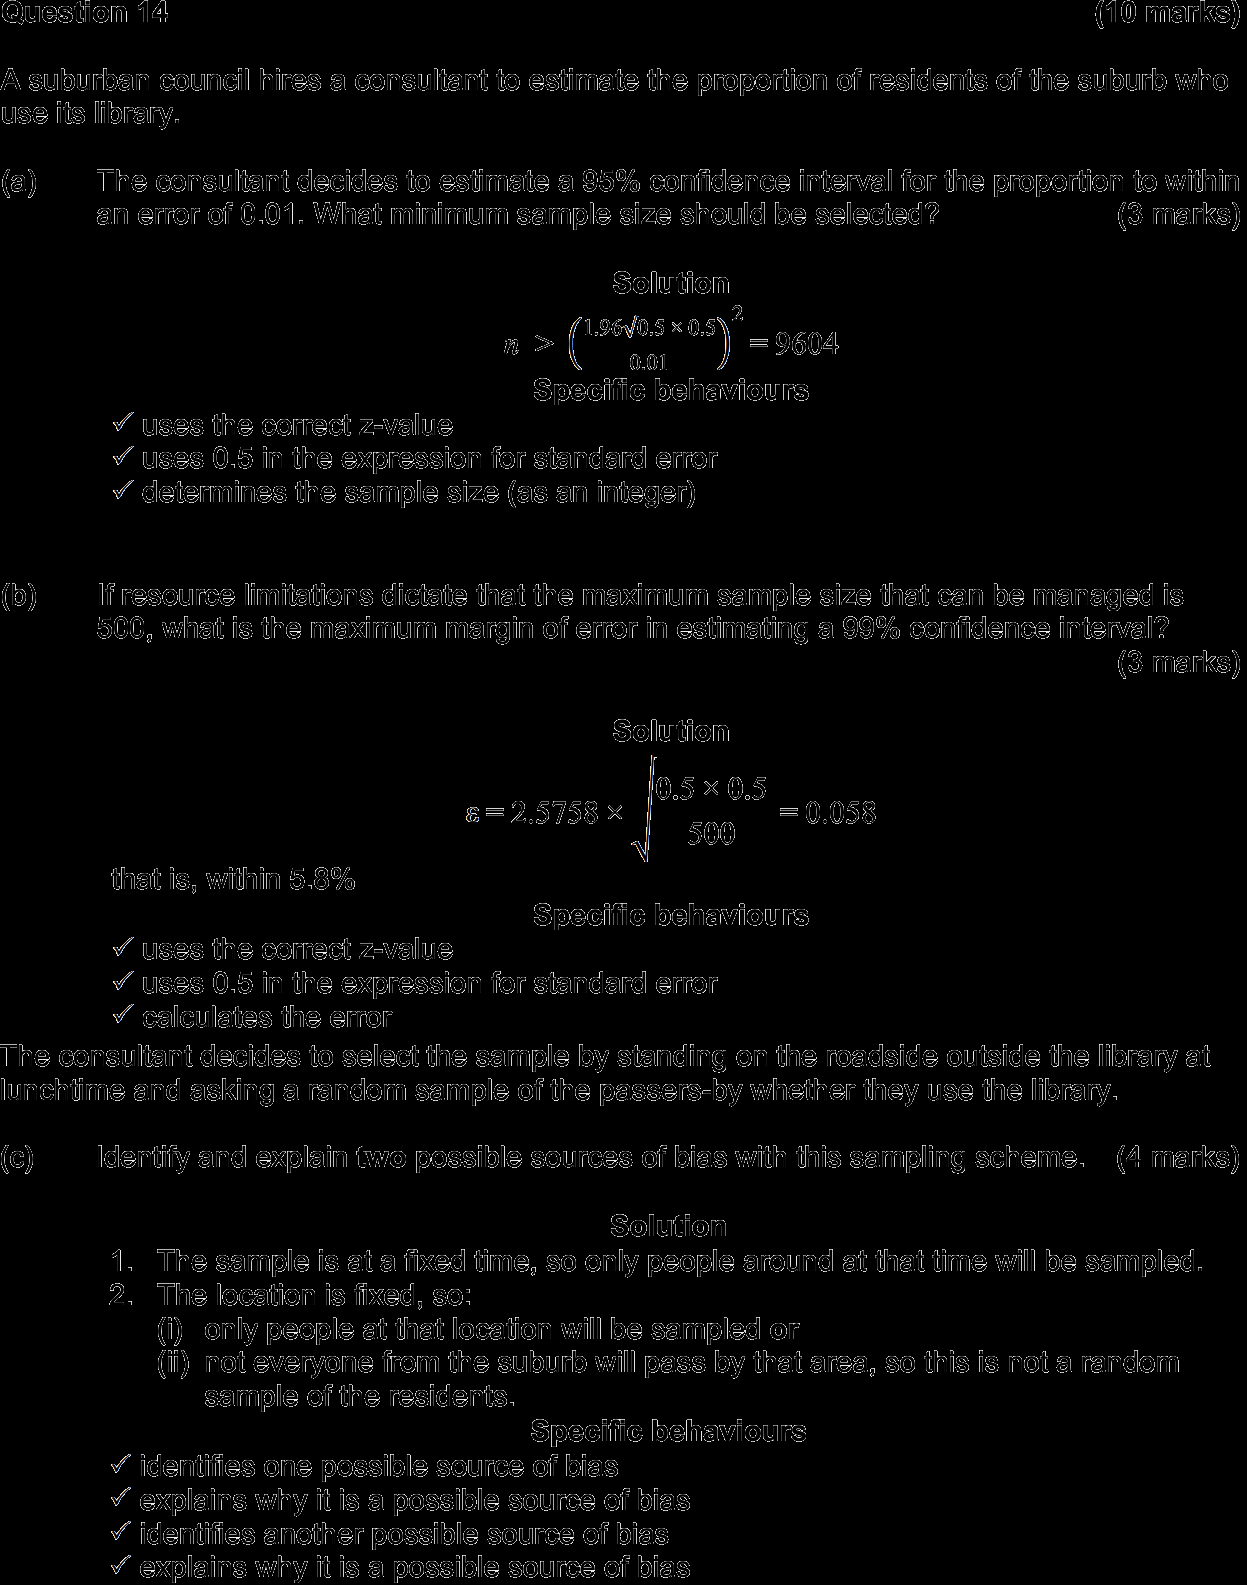 Question 14 (10 marks)
A suburban council hires a consultant to estimate the proportion of residents of the suburb who
use its library.
(a) The consultant decides to estimate a 95% confidence interval for the proportion to within
an error of 0.01. What minimum sample size should be selected? (3 marks)
Solution
n > (1.96√0.5 × 0.5 / 0.01)² = 9604
Specific behaviours
✓ uses the correct z-value
✓ uses 0.5 in the expression for standard error
✓ determines the sample size (as an integer)
(b) If resource limitations dictate that the maximum sample size that can be managed is
500, what is the maximum margin of error in estimating a 99% confidence interval?
(3 marks)
Solution
ε = 2.5758 × √(0.5 × 0.5 / 500) = 0.058
that is, within 5.8%
Specific behaviours
✓ uses the correct z-value
✓ uses 0.5 in the expression for standard error
✓ calculates the error
The consultant decides to select the sample by standing on the roadside outside the library at
lunchtime and asking a random sample of the passers-by whether they use the library.
(c) Identify and explain two possible sources of bias with this sampling scheme. (4 marks)
Solution
1. The sample is at a fixed time, so only people around at that time will be sampled.
2. The location is fixed, so:
(i) only people at that location will be sampled or
(ii) not everyone from the suburb will pass by that area, so this is not a random
sample of the residents.
Specific behaviours
✓ identifies one possible source of bias
✓ explains why it is a possible source of bias
✓ identifies another possible source of bias
✓ explains why it is a possible source of bias